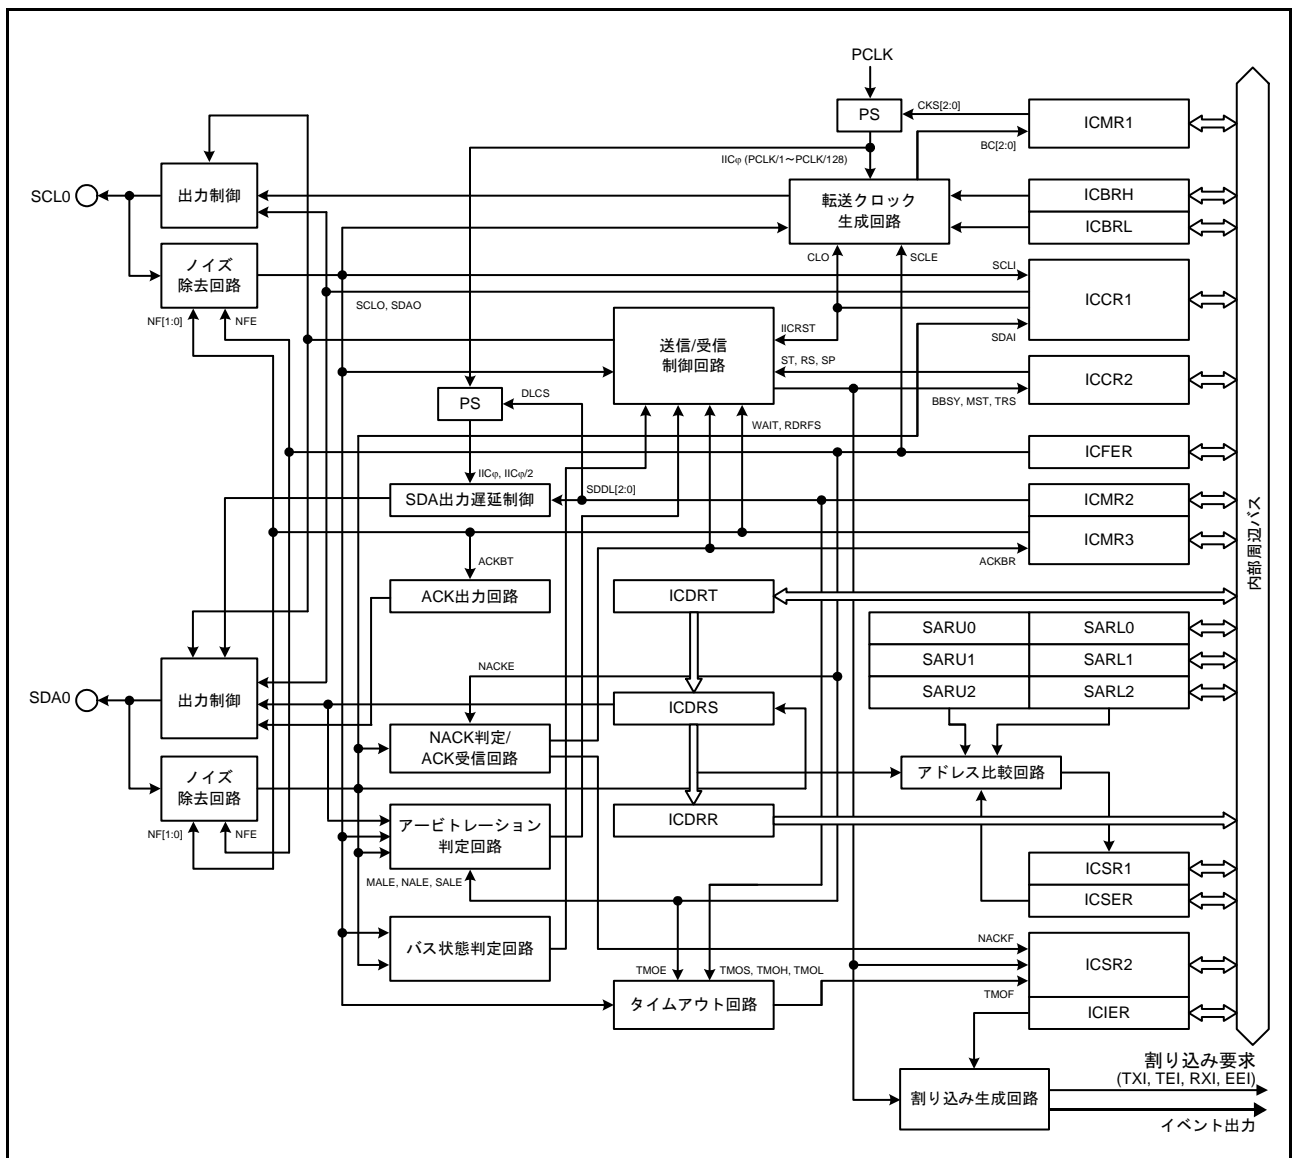 PCLK
PS
CKS[2:0]
ICMR1
BC[2:0]
IICφ (PCLK/1～PCLK/128)
SCL0
出力制御
転送クロック
生成回路
ICBRH
ICBRL
ノイズ
除去回路
CLO
SCLE
SCLI
ICCR1
SCLO, SDAO
NF[1:0]
NFE
IICRST
SDAI
送信/受信
制御回路
ST, RS, SP
ICCR2
BBSY, MST, TRS
PS
DLCS
WAIT, RDRFS
ICFER
IICφ, IICφ/2
SDA出力遅延制御
SDDL[2:0]
ICMR2
ICMR3
ACKBT
ACKBR
ACK出力回路
ICDRT
内部周辺バス
SARU0
SARL0
SARU1
SARL1
SARU2
SARL2
SDA0
出力制御
NACKE
ICDRS
NACK判定/
ACK受信回路
アドレス比較回路
ノイズ
除去回路
ICDRR
NF[1:0]
NFE
アービトレーション
判定回路
MALE, NALE, SALE
ICSR1
ICSER
バス状態判定回路
NACKF
ICSR2
TMOE
TMOS, TMOH, TMOL
タイムアウト回路
TMOF
ICIER
割り込み要求
(TXI, TEI, RXI, EEI)
割り込み生成回路
イベント出力